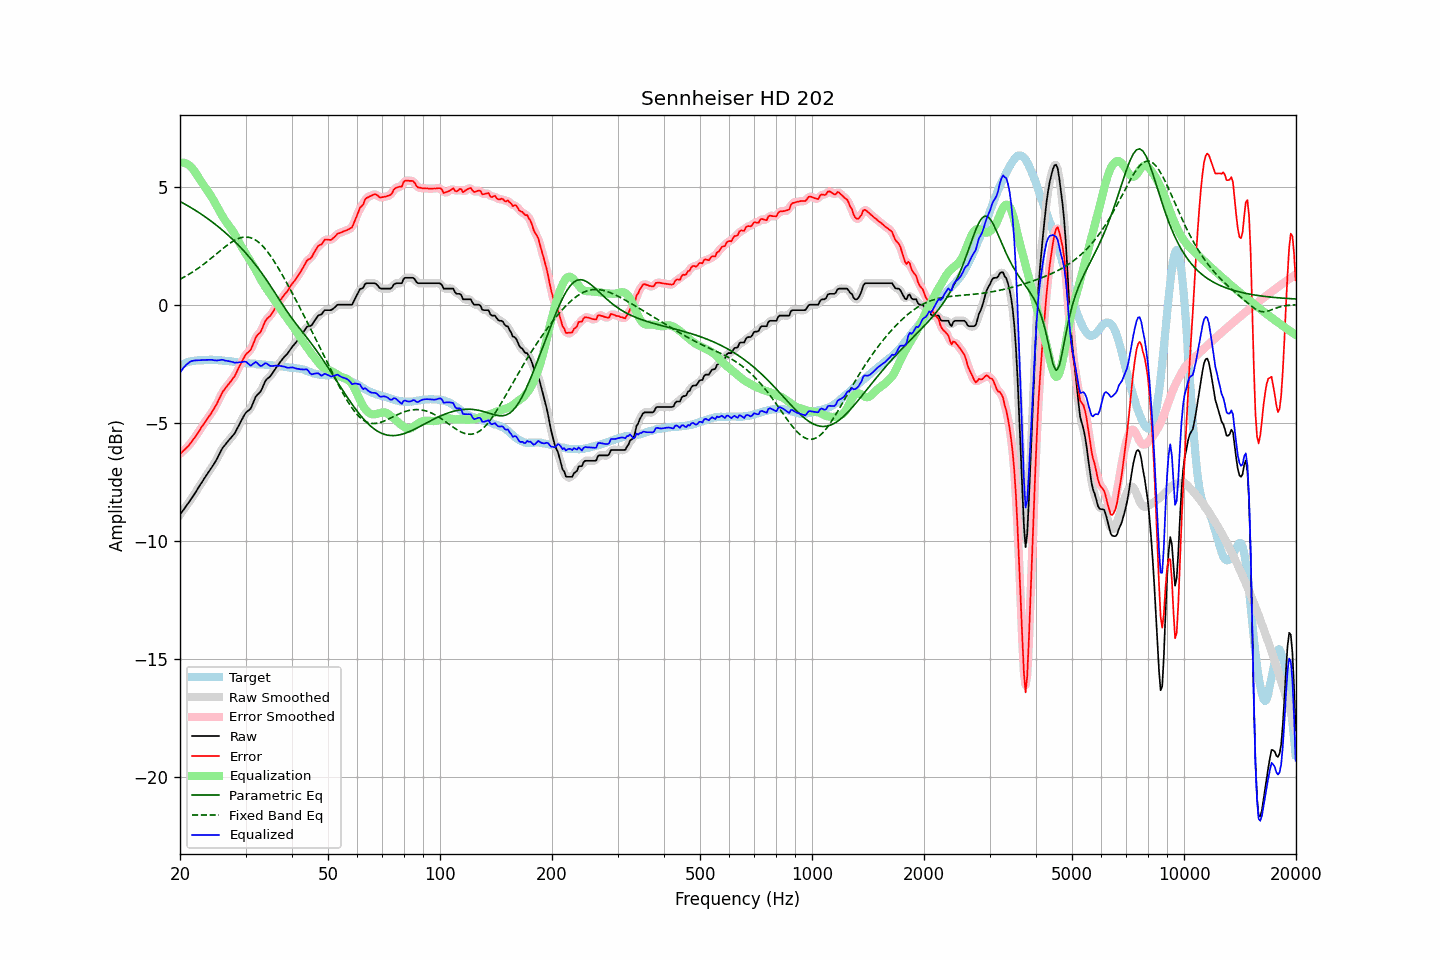 Sennheiser HD 202
Amplitude (dBr)
5
0
−5
−10
−15
−20
Target
Raw Smoothed
Error Smoothed
Raw
Error
Equalization
Parametric Eq
Fixed Band Eq
Equalized
20 50 100 200 500 1000 2000 5000 10000 20000
Frequency (Hz)